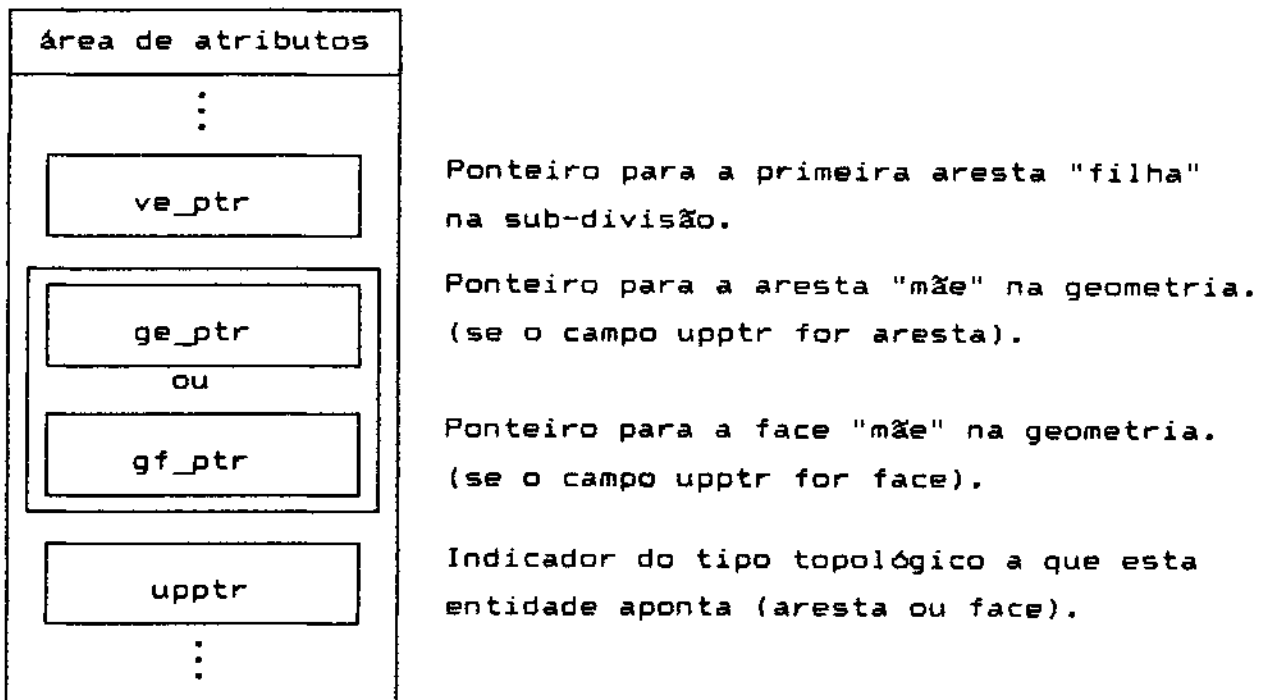 área de atributos
ve_ptr
Ponteiro para a primeira aresta "filha"
na sub-divisão.
ge_ptr
Ponteiro para a aresta "mãe" na geometria.
(se o campo upptr for aresta).
ou
gf_ptr
Ponteiro para a face "mãe" na geometria.
(se o campo upptr for face).
upptr
Indicador do tipo topológico a que esta
entidade aponta (aresta ou face).